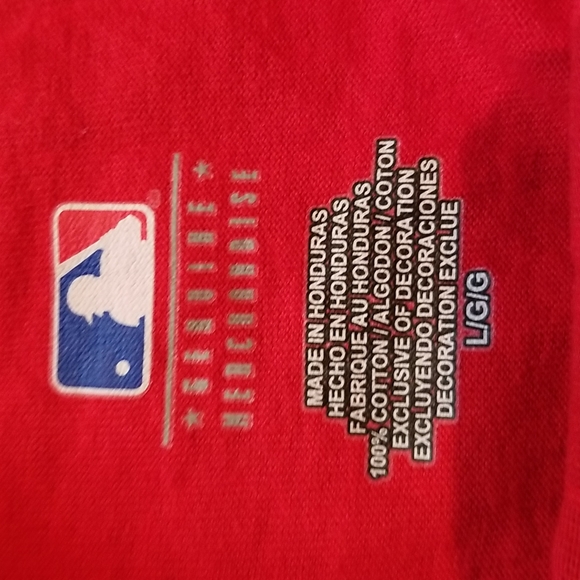 ★ GENUINE ★
MERCHANDISE
MADE IN HONDURAS
HECHO EN HONDURAS
FABRIQUE AU HONDURAS
100% COTTON / ALGODON / COTON
EXCLUSIVE OF DECORATION
EXCLUYENDO DECORACIONES
DECORATION EXCLUE
L/G/G